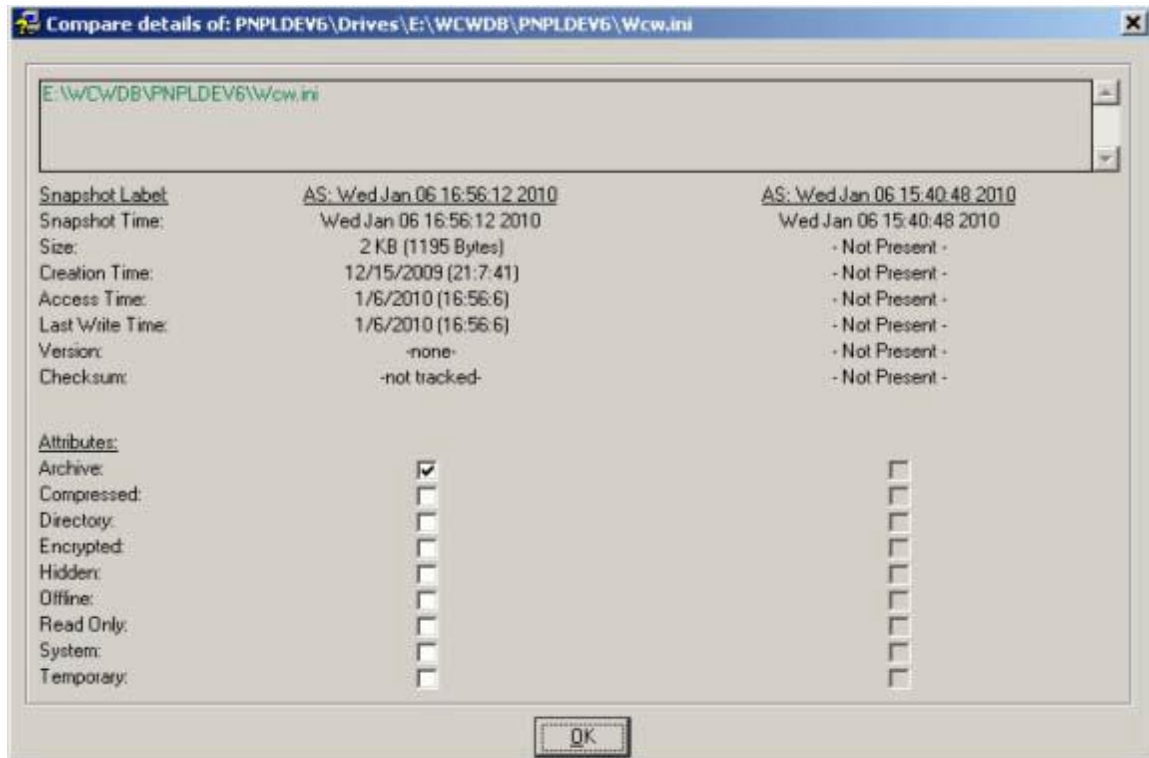 Compare details of: PNPLDEV6\Drives\E:\WCWDB\PNPLDEV6\Wcw.ini
E:\WCWDB\PNPLDEV6\Wcw.ini
Snapshot Label: AS: Wed Jan 06 16:56:12 2010 AS: Wed Jan 06 15:40:48 2010
Snapshot Time: Wed Jan 06 16:56:12 2010 Wed Jan 06 15:40:48 2010
Size: 2 KB (1195 Bytes) - Not Present -
Creation Time: 12/15/2009 (21:7:41) - Not Present -
Access Time: 1/6/2010 (16:56:6) - Not Present -
Last Write Time: 1/6/2010 (16:56:6) - Not Present -
Version: -none- - Not Present -
Checksum: -not tracked- - Not Present -
Attributes:
Archive:
Compressed:
Directory:
Encrypted:
Hidden:
Offline:
Read Only:
System:
Temporary:
OK